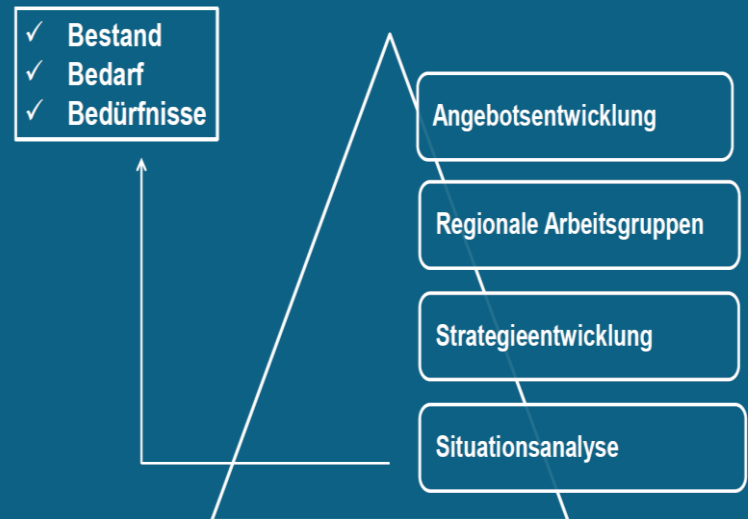 ✓ Bestand
✓ Bedarf
✓ Bedürfnisse
Angebotsentwicklung
Regionale Arbeitsgruppen
Strategieentwicklung
Situationsanalyse